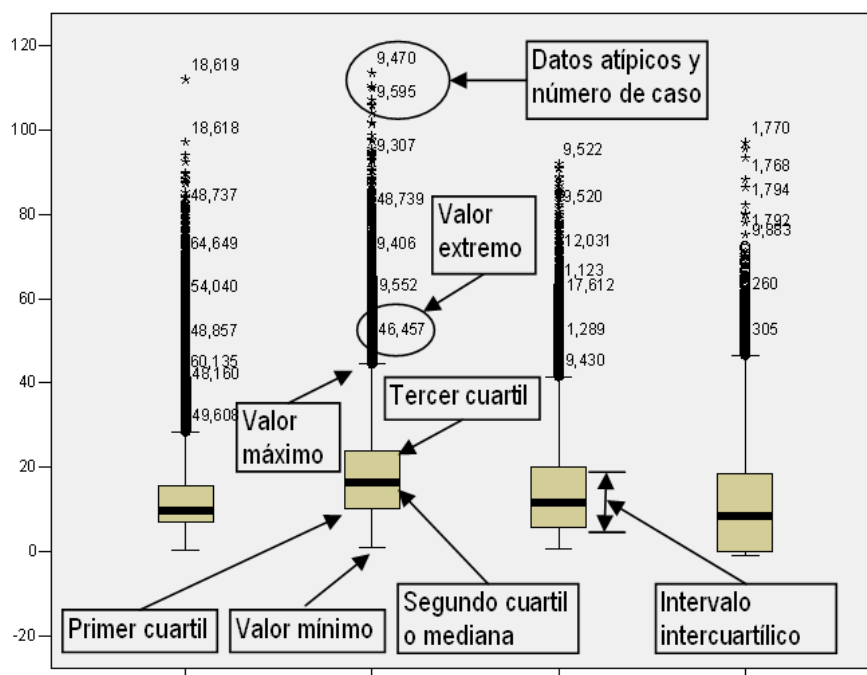 120
100
80
60
40
20
0
-20
18,619
18,618
48,737
64,649
54,040
48,857
60,135
48,160
49,608
9,470
9,595
9,307
48,739
9,406
9,552
46,457
9,522
9,520
12,031
1,123
17,612
1,289
9,430
1,770
1,768
1,794
1,792
9,883
260
305
Datos atípicos y
número de caso
Valor
extremo
Tercer cuartil
Valor
máximo
Primer cuartil
Valor mínimo
Segundo cuartil
o mediana
Intervalo
intercuartílico